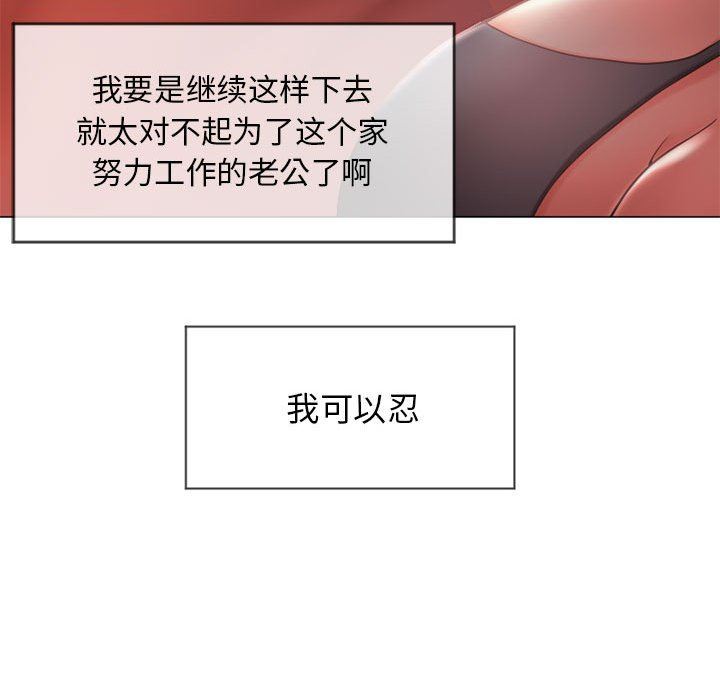 我要是继续这样下去
就太对不起为了这个家
努力工作的老公了啊
我可以忍